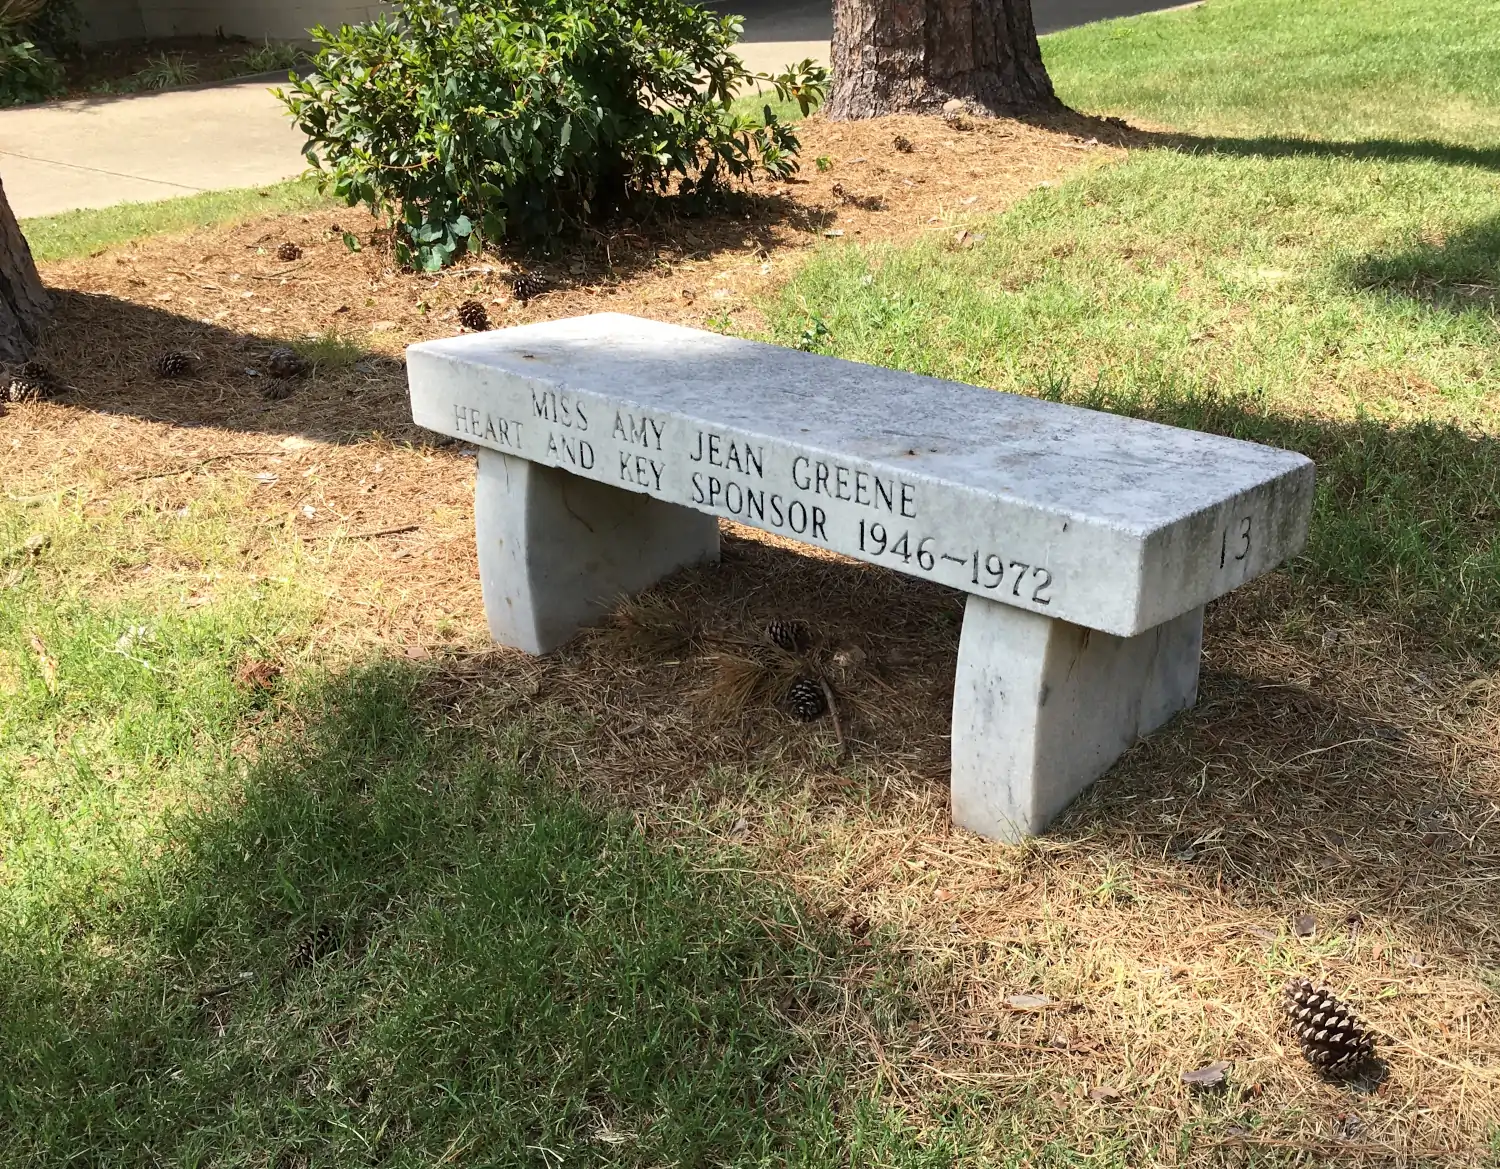 MISS AMY JEAN GREENE
HEART AND KEY SPONSOR 1946–1972
13